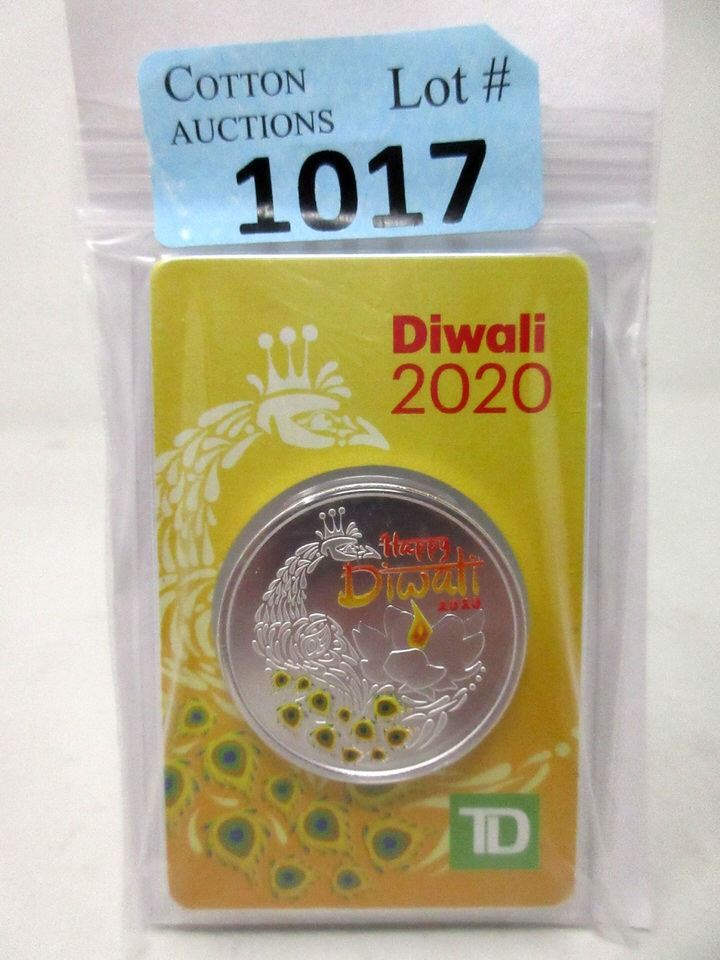 COTTON AUCTIONS
Lot #
1017
Diwali
2020
Happy
Diwali
2020
TD